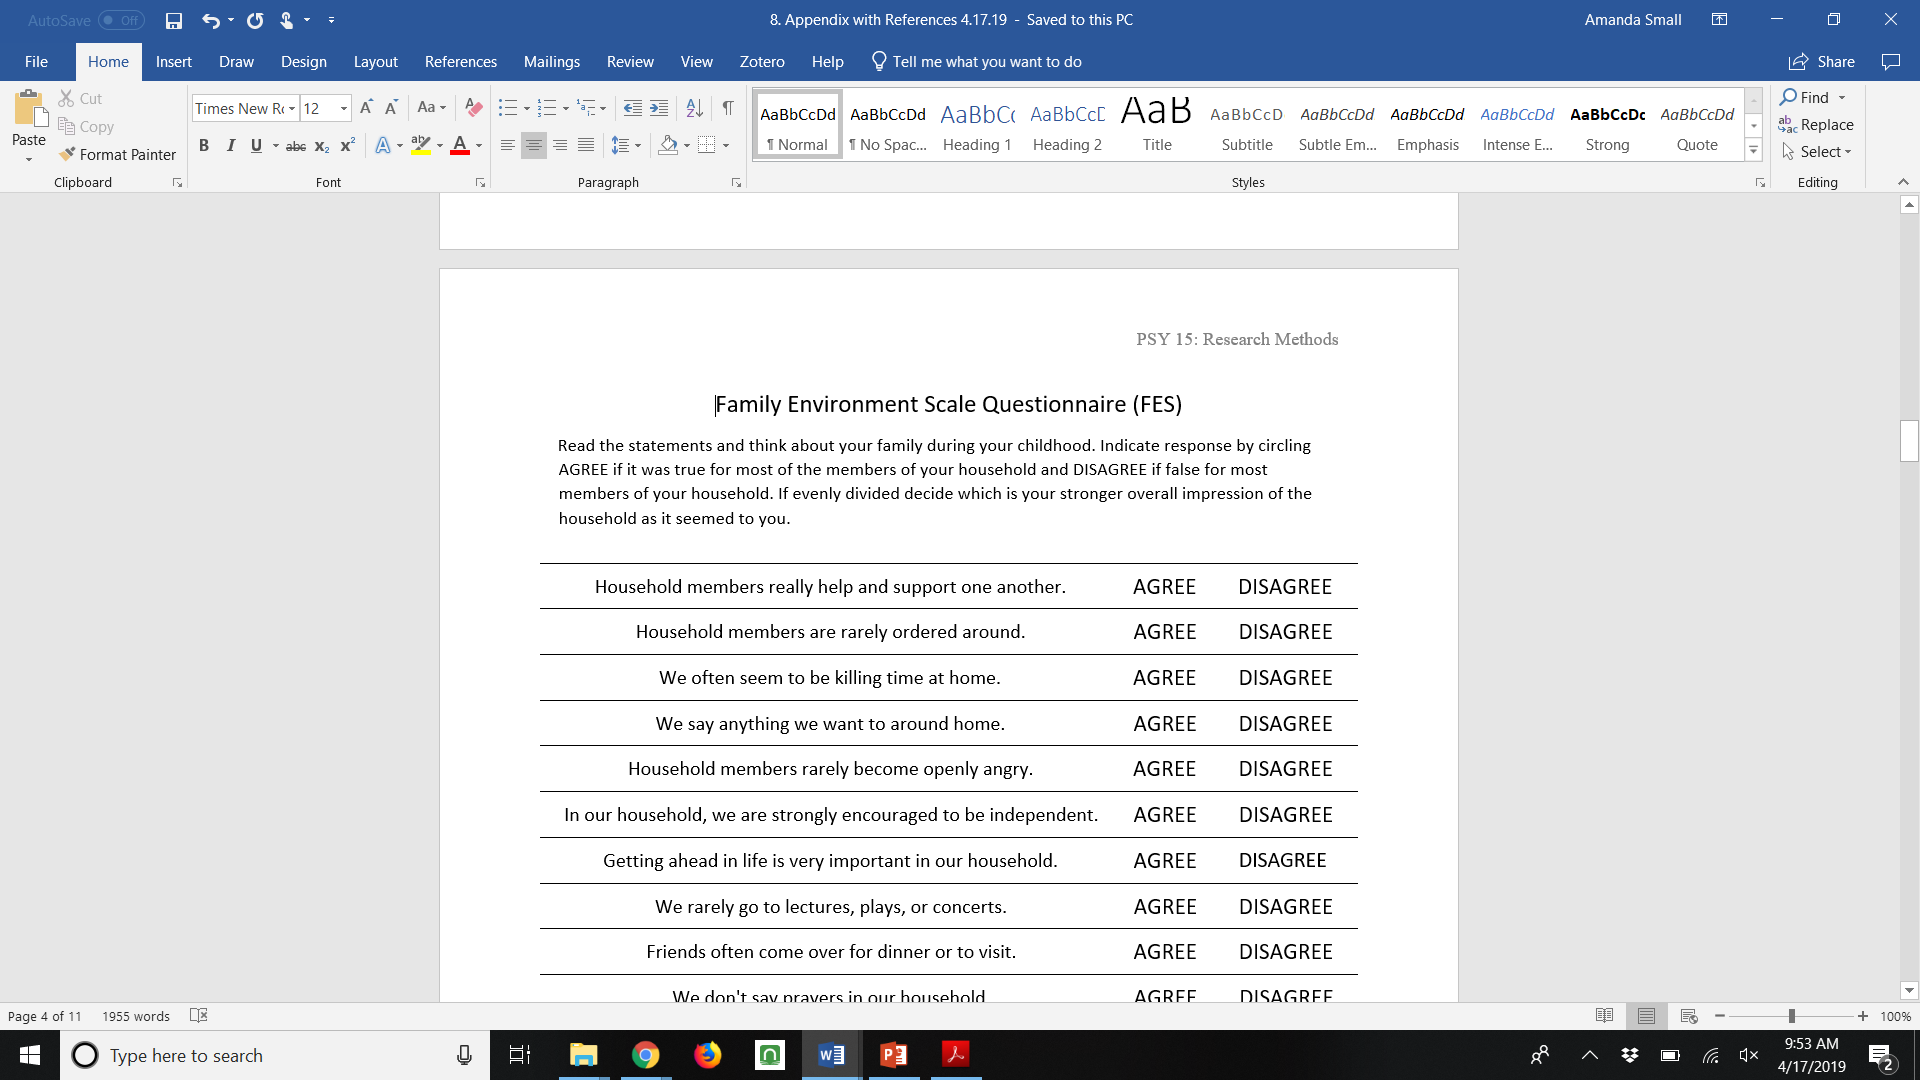 AutoSave Off
8. Appendix with References 4.17.19 - Saved to this PC
Amanda Small
File Home Insert Draw Design Layout References Mailings Review View Zotero Help Tell me what you want to do
Share
Paste
Cut
Copy
Format Painter
Clipboard
Times New Rc 12
Font
Paragraph
AaBbCcDd AaBbCcDd AaBbCc AaBbCcD AaB AaBbCcD AaBbCcDd AaBbCcDd AaBbCcDd AaBbCcDc AaBbCcDd
¶ Normal ¶ No Spac... Heading 1 Heading 2 Title Subtitle Subtle Em... Emphasis Intense E... Strong Quote
Styles
Find
Replace
Select
Editing
PSY 15: Research Methods
Family Environment Scale Questionnaire (FES)
Read the statements and think about your family during your childhood. Indicate response by circling
AGREE if it was true for most of the members of your household and DISAGREE if false for most
members of your household. If evenly divided decide which is your stronger overall impression of the
household as it seemed to you.
Household members really help and support one another. AGREE DISAGREE
Household members are rarely ordered around. AGREE DISAGREE
We often seem to be killing time at home. AGREE DISAGREE
We say anything we want to around home. AGREE DISAGREE
Household members rarely become openly angry. AGREE DISAGREE
In our household, we are strongly encouraged to be independent. AGREE DISAGREE
Getting ahead in life is very important in our household. AGREE DISAGREE
We rarely go to lectures, plays, or concerts. AGREE DISAGREE
Friends often come over for dinner or to visit. AGREE DISAGREE
We don't say prayers in our household AGREE DISAGREE
Page 4 of 11 1955 words
100%
Type here to search
9:53 AM
4/17/2019
2